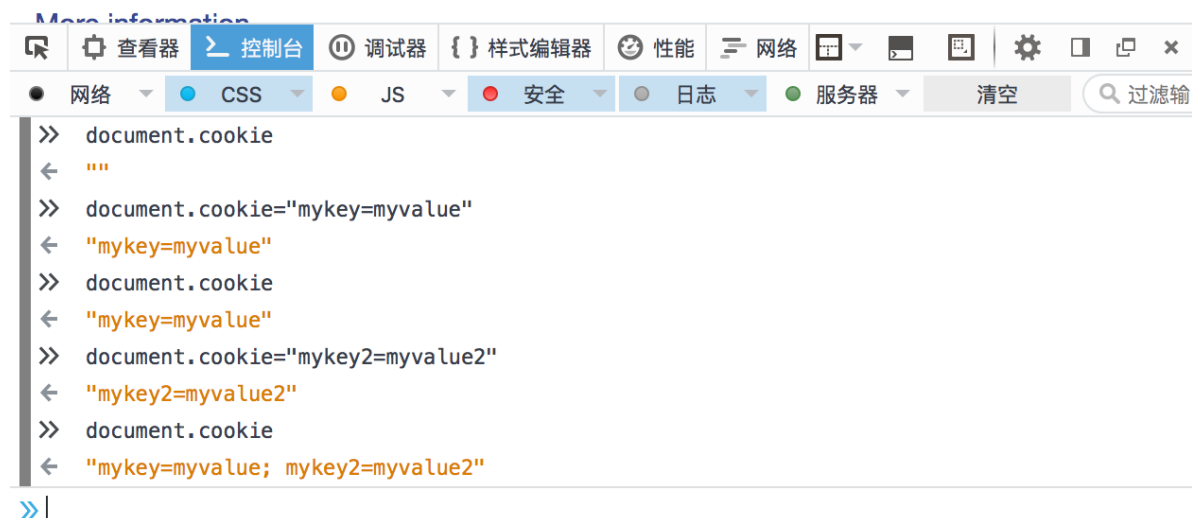 More information
查看器 控制台 调试器 { } 样式编辑器 性能 网络
网络 CSS JS 安全 日志 服务器 清空 过滤输
» document.cookie
← ""
» document.cookie="mykey=myvalue"
← "mykey=myvalue"
» document.cookie
← "mykey=myvalue"
» document.cookie="mykey2=myvalue2"
← "mykey2=myvalue2"
» document.cookie
← "mykey=myvalue; mykey2=myvalue2"
»